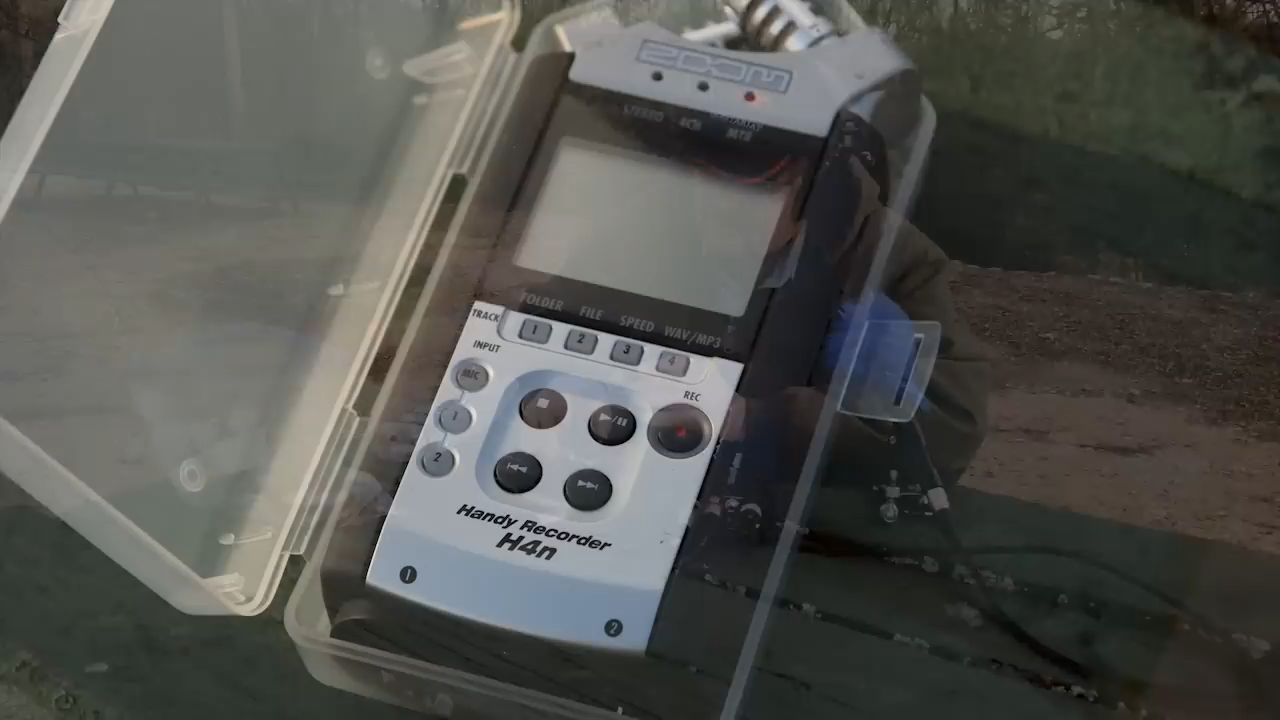 ZOOM
STEREO 4CH MTR
FOLDER FILE SPEED WAV/MP3
TRACK 1 2 3 4
INPUT
REC
MIC
1
2
Handy Recorder
H4n
1
2